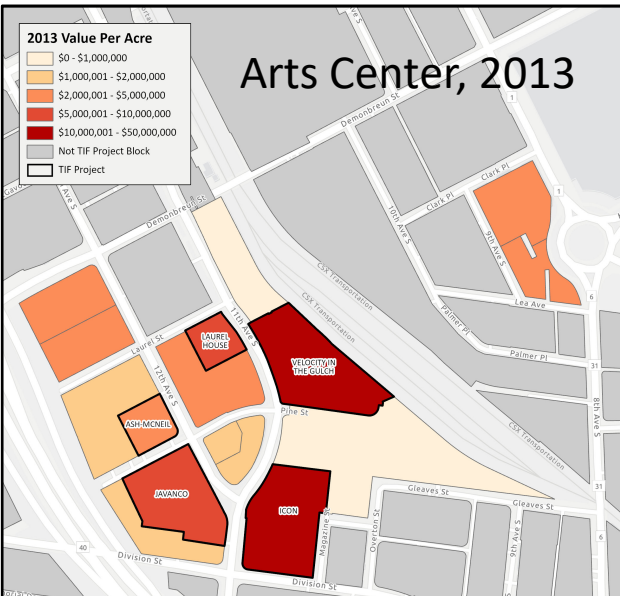 Arts Center, 2013
2013 Value Per Acre
$0 - $1,000,000
$1,000,001 - $2,000,000
$2,000,001 - $5,000,000
$5,000,001 - $10,000,000
$10,000,001 - $50,000,000
Not TIF Project Block
TIF Project
Demonbreun St
1
Clark Pl
Clark Pl
1
Ave S
Demonbreun St
10th Ave S
9th Ave S
CSX Transportation
CSX Transportation
Lea Ave
6
11th Ave S
LAUREL
HOUSE
Laurel St
Palmer Pl
Palmer Pl
VELOCITY IN
THE GULCH
31
12th Ave S
8th Ave S
Pine St
ASH-MCNEIL
CSX Transportation
JAVANCO
ICON
Gleaves St
Gleaves St
31
Magazine St
Overton St
9th Ave S
6
40
Division St
Division St